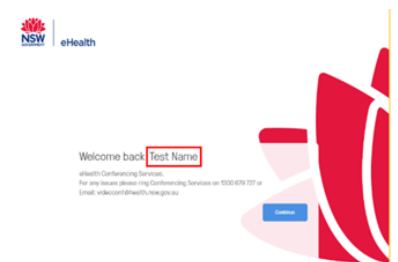 NSW
GOVERNMENT
eHealth
Welcome back Test Name
eHealth Conferencing Services.
For any issues please ring Conferencing Services on 1300 679 727 or
Email: videoconf@health.nsw.gov.au
Continue